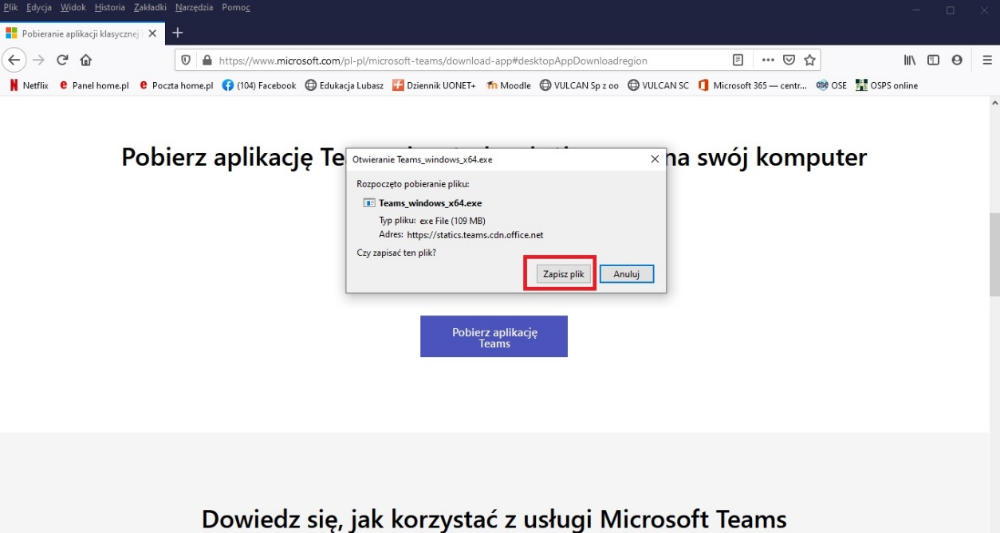 Plik Edycja Widok Historia Zakładki Narzędzia Pomoc
Pobieranie aplikacji klasycznej i
https://www.microsoft.com/pl-pl/microsoft-teams/download-app#desktopAppDownloadregion
Netflix Panel home.pl Poczta home.pl (104) Facebook Edukacja Lubasz Dziennik UONET+ Moodle VULCAN Sp z oo VULCAN SC Microsoft 365 — centr... OSE OSPS online
Pobierz aplikację Te na swój komputer
Otwieranie Teams_windows_x64.exe
Rozpoczęto pobieranie pliku:
Teams_windows_x64.exe
Typ pliku: exe File (109 MB)
Adres: https://statics.teams.cdn.office.net
Czy zapisać ten plik?
Zapisz plik Anuluj
Pobierz aplikację
Teams
Dowiedz się, jak korzystać z usługi Microsoft Teams